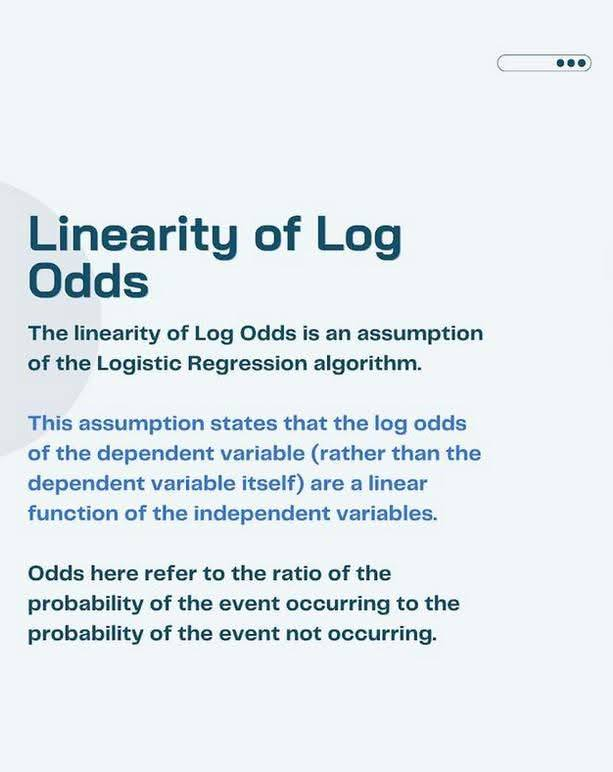 Linearity of Log
Odds
The linearity of Log Odds is an assumption
of the Logistic Regression algorithm.
This assumption states that the log odds
of the dependent variable (rather than the
dependent variable itself) are a linear
function of the independent variables.
Odds here refer to the ratio of the
probability of the event occurring to the
probability of the event not occurring.